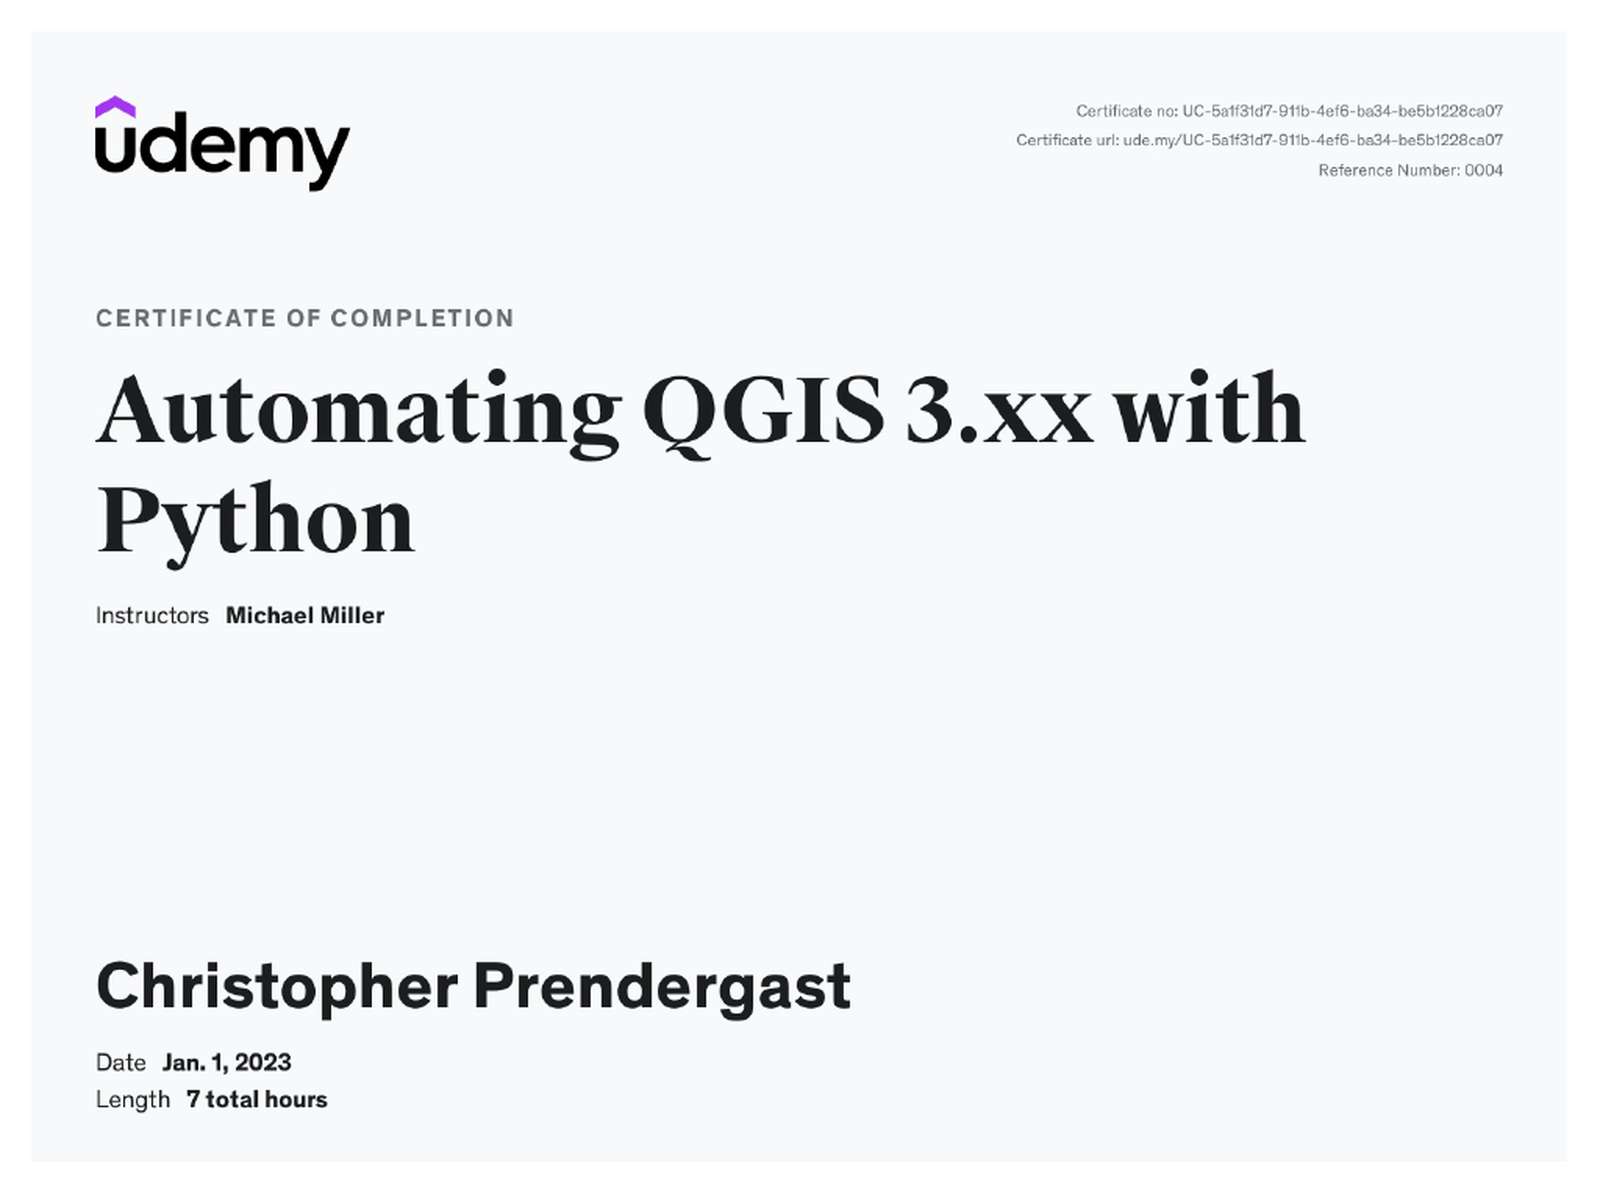 udemy
Certificate no: UC-5a1f31d7-911b-4ef6-ba34-be5b1228ca07
Certificate url: ude.my/UC-5a1f31d7-911b-4ef6-ba34-be5b1228ca07
Reference Number: 0004
CERTIFICATE OF COMPLETION
Automating QGIS 3.xx with
Python
Instructors Michael Miller
Christopher Prendergast
Date Jan. 1, 2023
Length 7 total hours